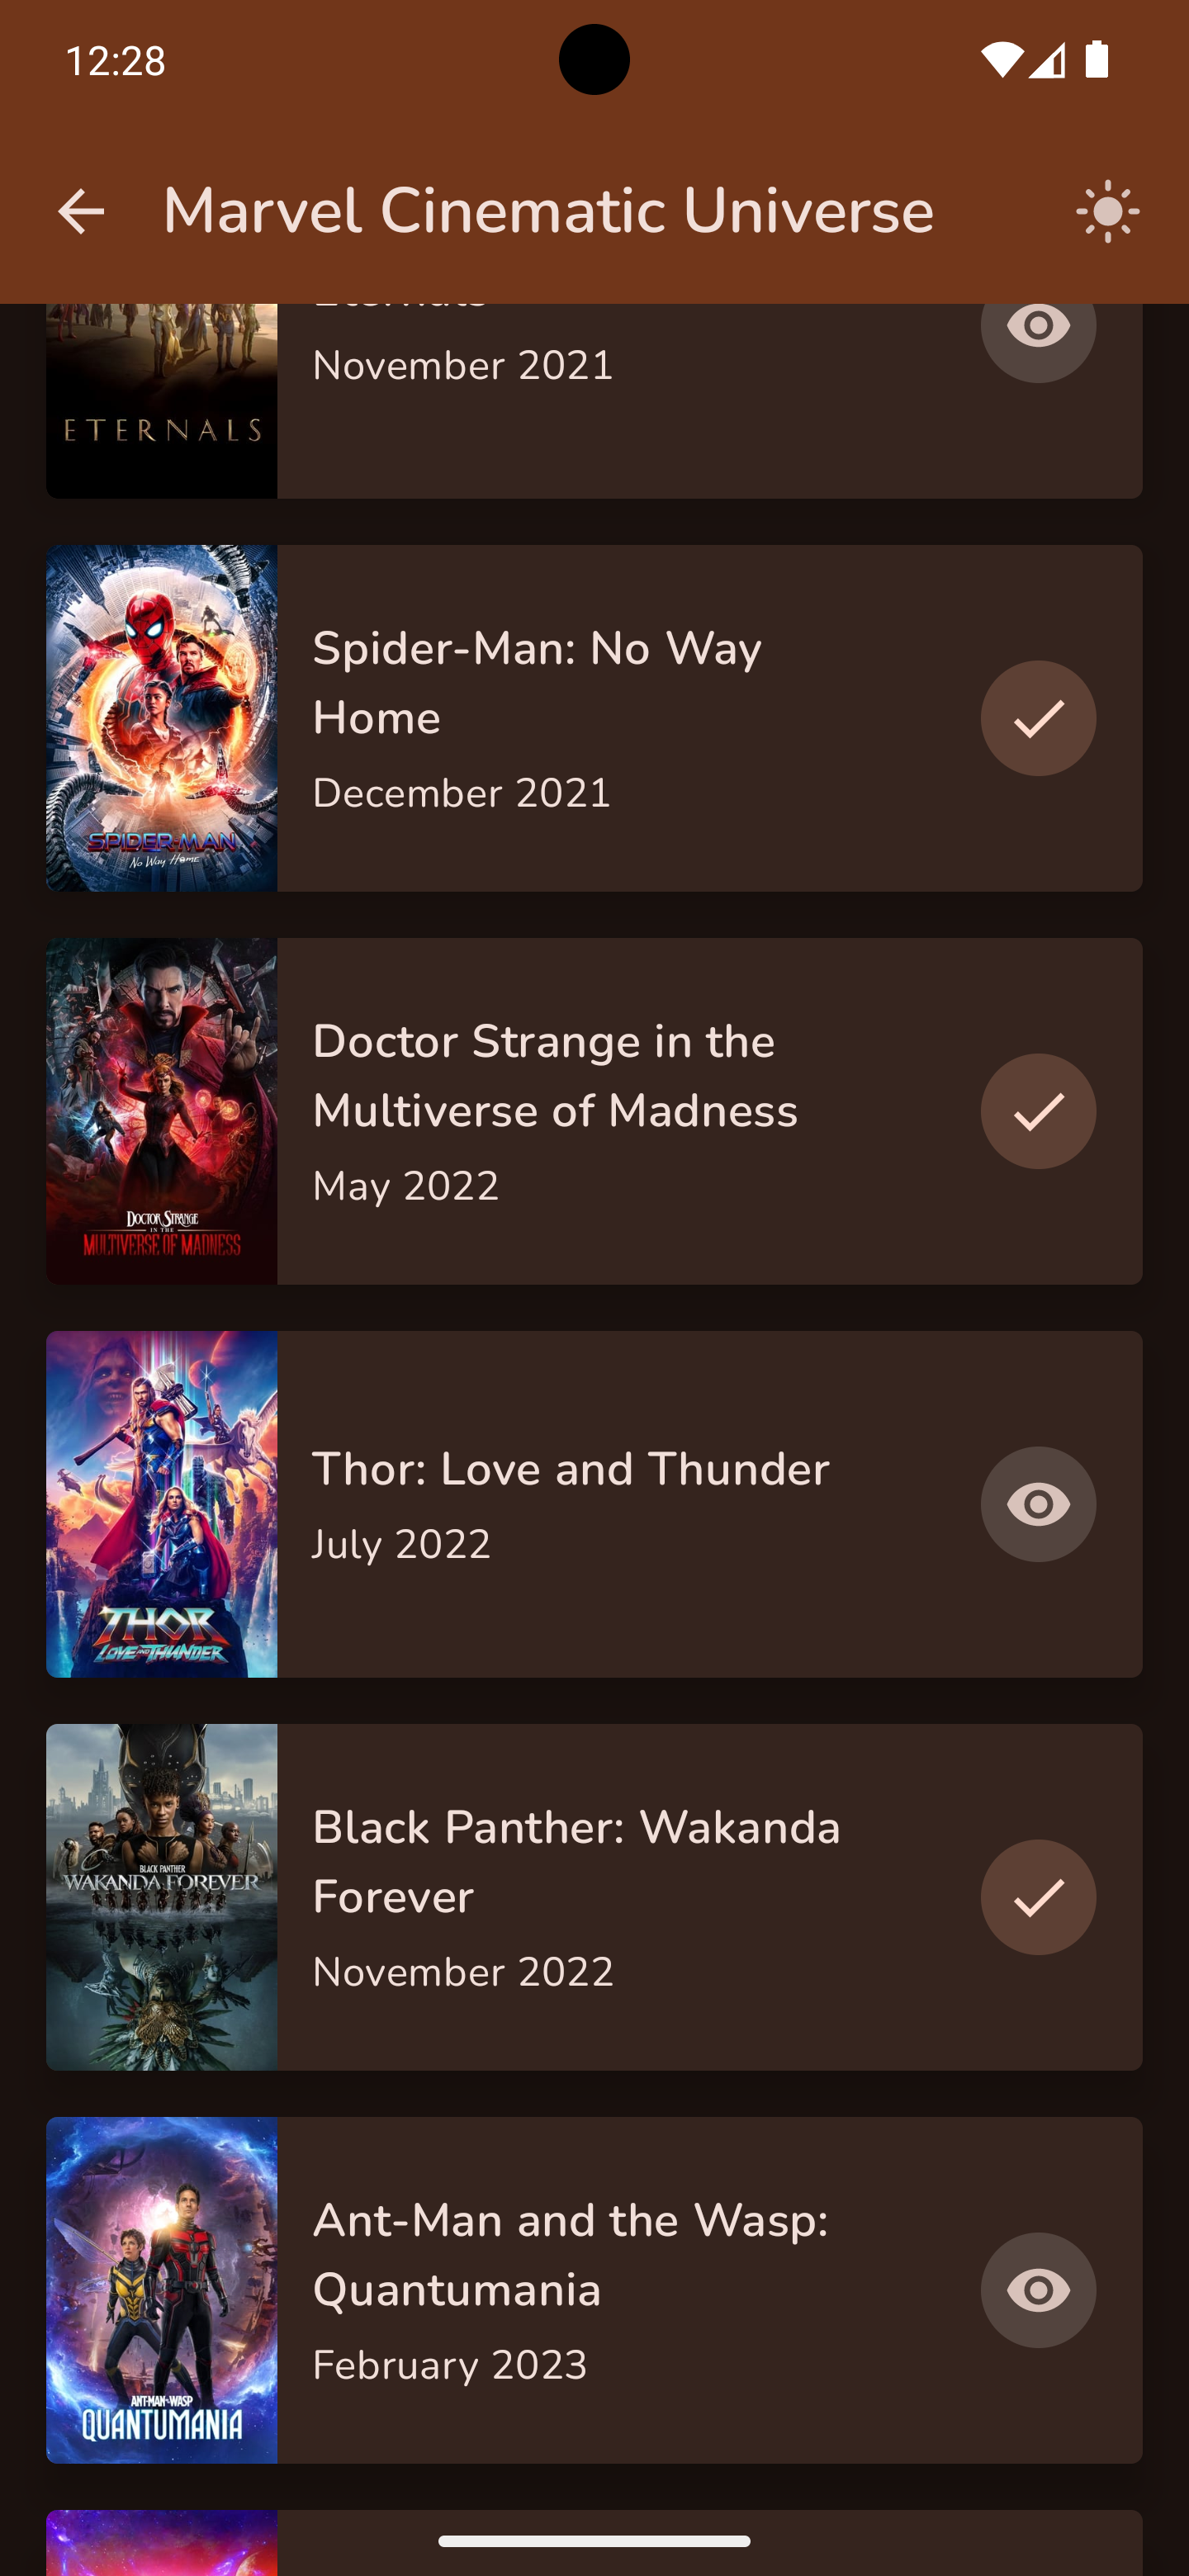 12:28
Marvel Cinematic Universe
Eternals
November 2021
ETERNALS
Spider-Man: No Way
Home
December 2021
SPIDER-MAN
No Way Home
Doctor Strange in the
Multiverse of Madness
May 2022
DOCTOR STRANGE
IN THE
MULTIVERSE OF MADNESS
Thor: Love and Thunder
July 2022
THOR
LOVE AND THUNDER
Black Panther: Wakanda
Forever
November 2022
BLACK PANTHER
WAKANDA FOREVER
Ant-Man and the Wasp:
Quantumania
February 2023
ANT-MAN AND THE WASP
QUANTUMANIA